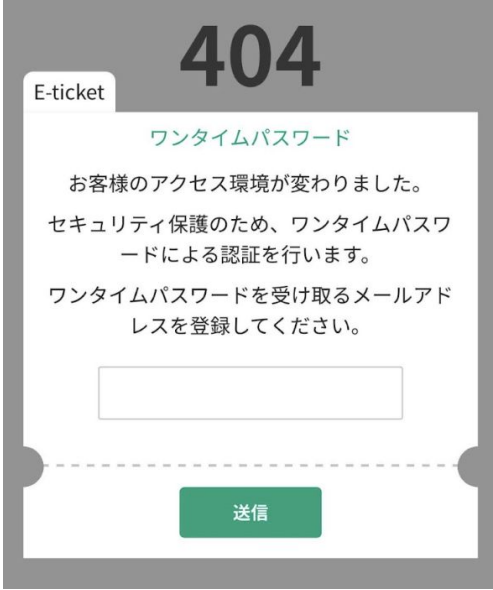 404
E-ticket
ワンタイムパスワード
お客様のアクセス環境が変わりました。
セキュリティ保護のため、ワンタイムパスワ
ードによる認証を行います。
ワンタイムパスワードを受け取るメールアド
レスを登録してください。
送信